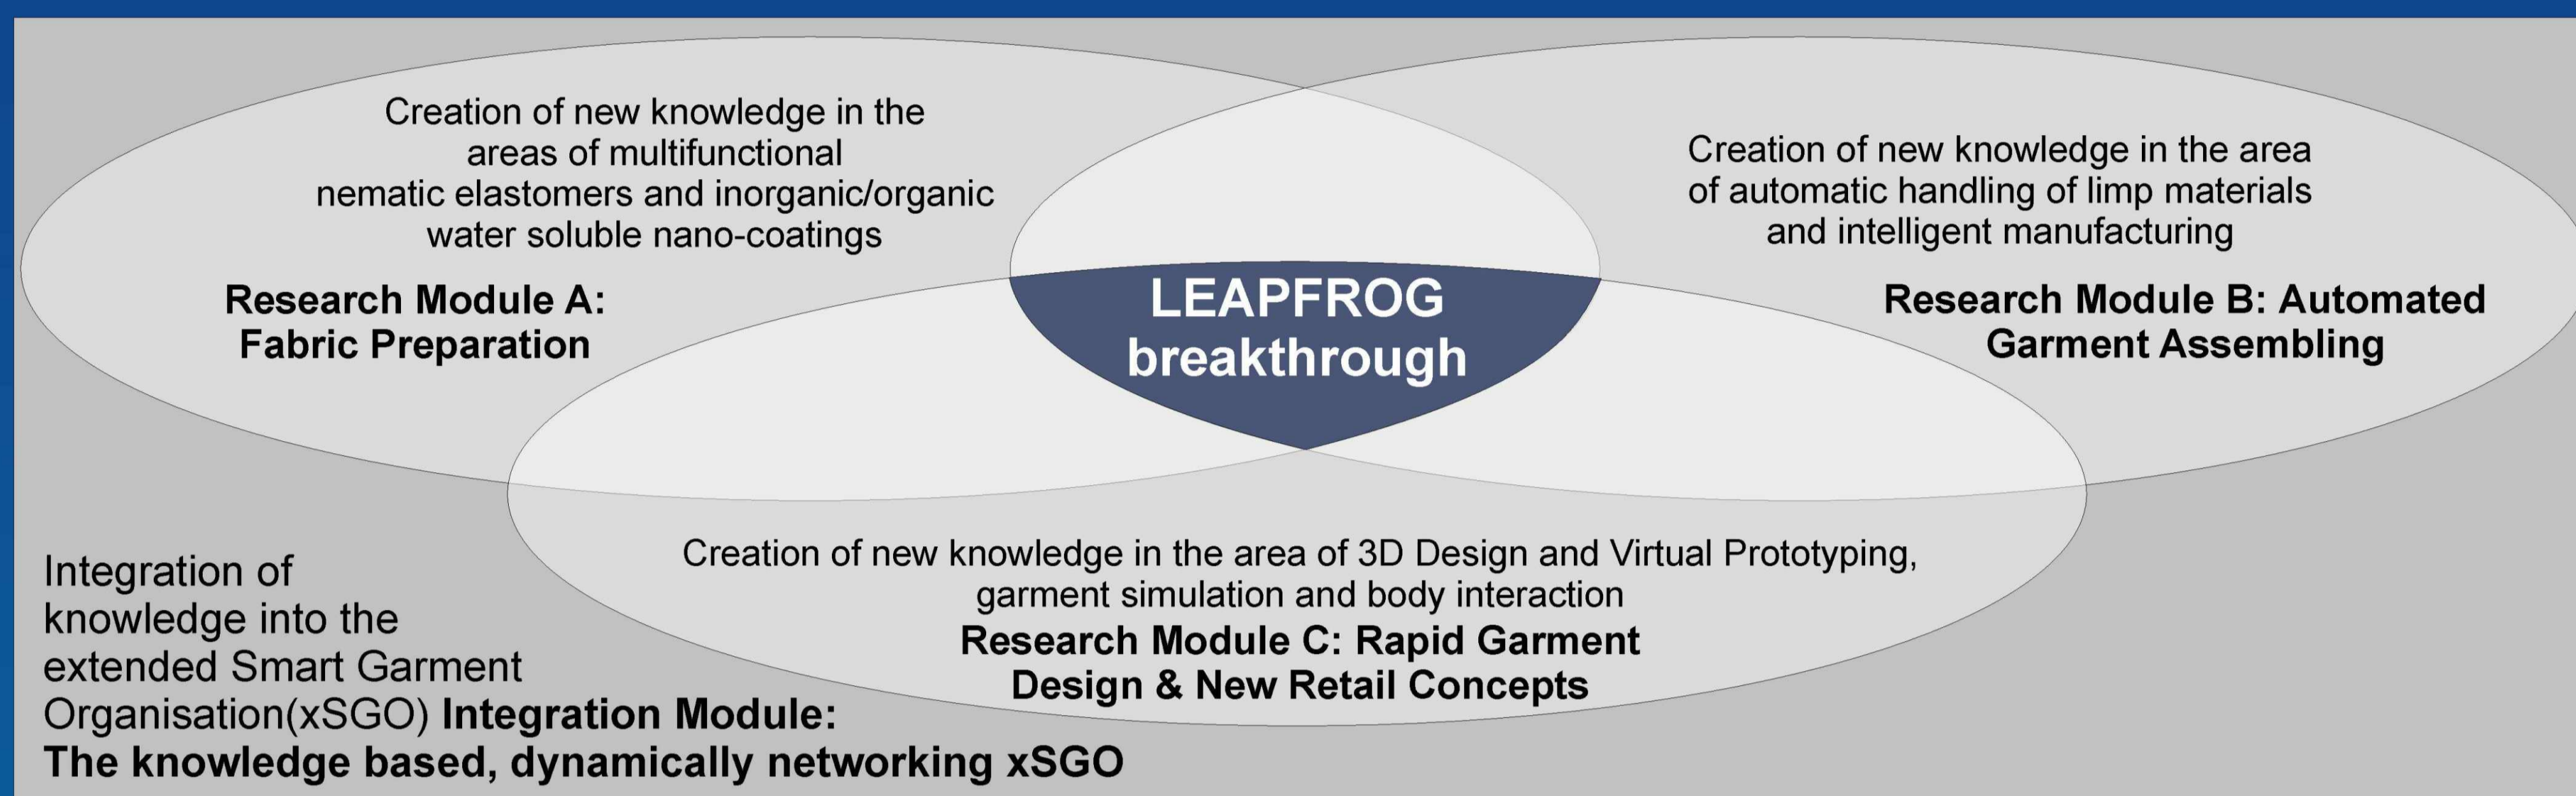 Creation of new knowledge in the
areas of multifunctional
nematic elastomers and inorganic/organic
water soluble nano-coatings
Research Module A:
Fabric Preparation
Creation of new knowledge in the area
of automatic handling of limp materials
and intelligent manufacturing
Research Module B: Automated
Garment Assembling
LEAPFROG
breakthrough
Creation of new knowledge in the area of 3D Design and Virtual Prototyping,
garment simulation and body interaction
Research Module C: Rapid Garment
Design & New Retail Concepts
Integration of
knowledge into the
extended Smart Garment
Organisation(xSGO) Integration Module:
The knowledge based, dynamically networking xSGO